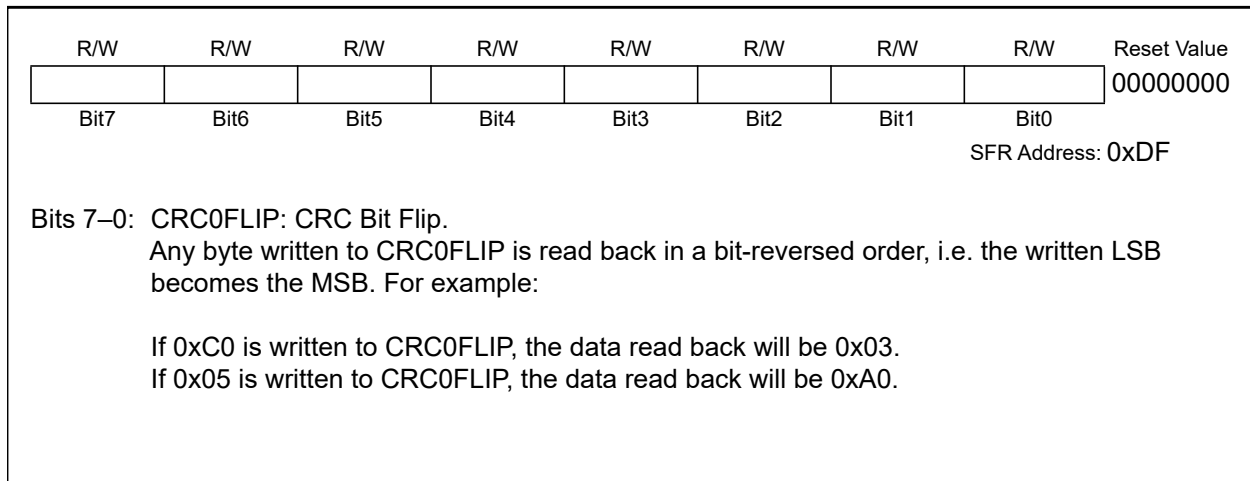 R/W R/W R/W R/W R/W R/W R/W R/W Reset Value
00000000
Bit7 Bit6 Bit5 Bit4 Bit3 Bit2 Bit1 Bit0
SFR Address: 0xDF
Bits 7–0: CRC0FLIP: CRC Bit Flip.
Any byte written to CRC0FLIP is read back in a bit-reversed order, i.e. the written LSB
becomes the MSB. For example:
If 0xC0 is written to CRC0FLIP, the data read back will be 0x03.
If 0x05 is written to CRC0FLIP, the data read back will be 0xA0.